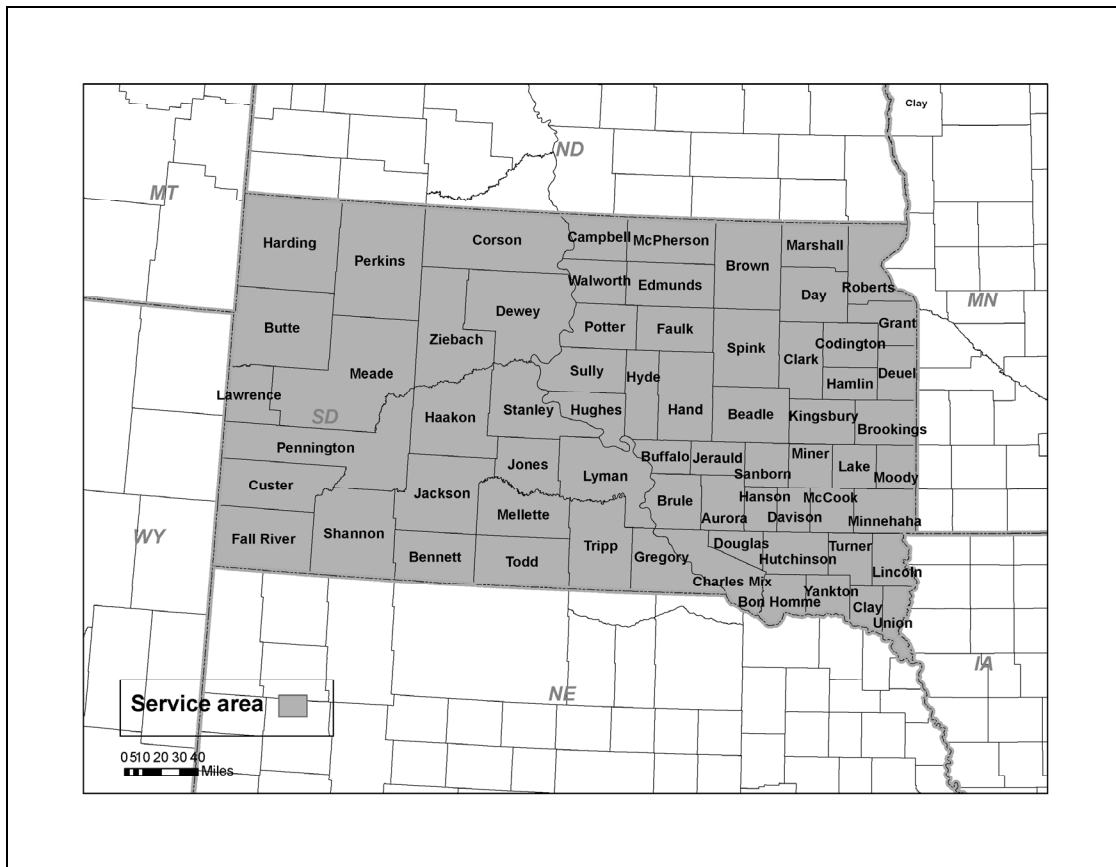 Clay
ND
MT
Harding
Perkins
Corson
Campbell
McPherson
Brown
Marshall
Walworth
Edmunds
Day
Roberts
MN
Butte
Dewey
Ziebach
Potter
Faulk
Spink
Clark
Codington
Grant
Meade
Sully
Hyde
Hamlin
Deuel
Lawrence
SD
Haakon
Stanley
Hughes
Hand
Beadle
Kingsbury
Brookings
Pennington
Jones
Lyman
Buffalo
Jerauld
Sanborn
Miner
Lake
Moody
Custer
Jackson
Mellette
Brule
Aurora
Hanson
Davison
McCook
Minnehaha
WY
Fall River
Shannon
Bennett
Todd
Tripp
Gregory
Douglas
Hutchinson
Turner
Lincoln
Charles Mix
Bon Homme
Yankton
Clay
Union
NE
IA
Service area
0 5 10 20 30 40
Miles